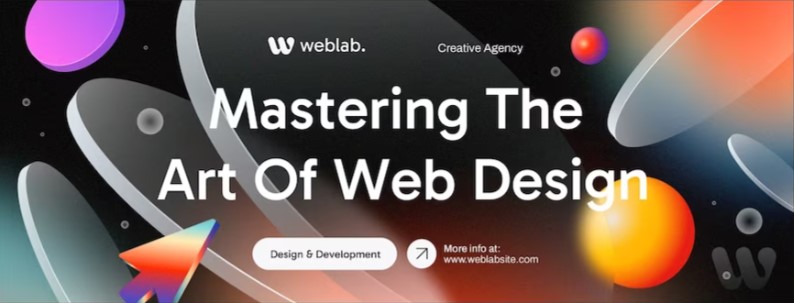 weblab.
Creative Agency
Mastering The
Art Of Web Design
Design & Development
More info at:
www.weblabsite.com